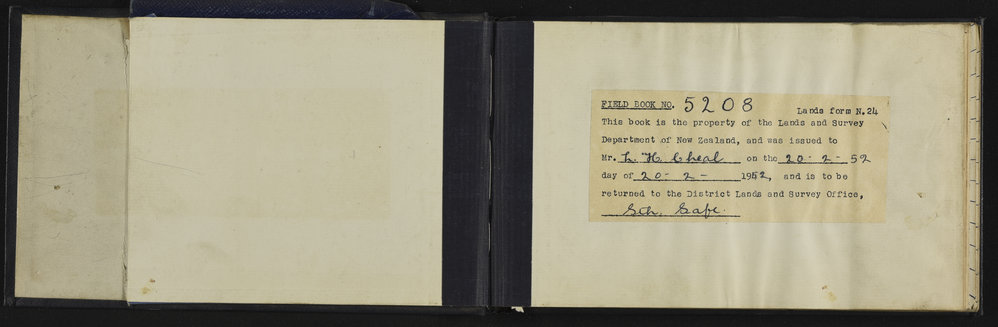 FIELD BOOK NO. 5208 Lands form N.24
This book is the property of the Lands and Survey
Department of New Zealand, and was issued to
Mr. L. H. Cheal on the 20-2-52
day of 20-2- 1952, and is to be
returned to the District Lands and Survey Office,
Sth. Safe.